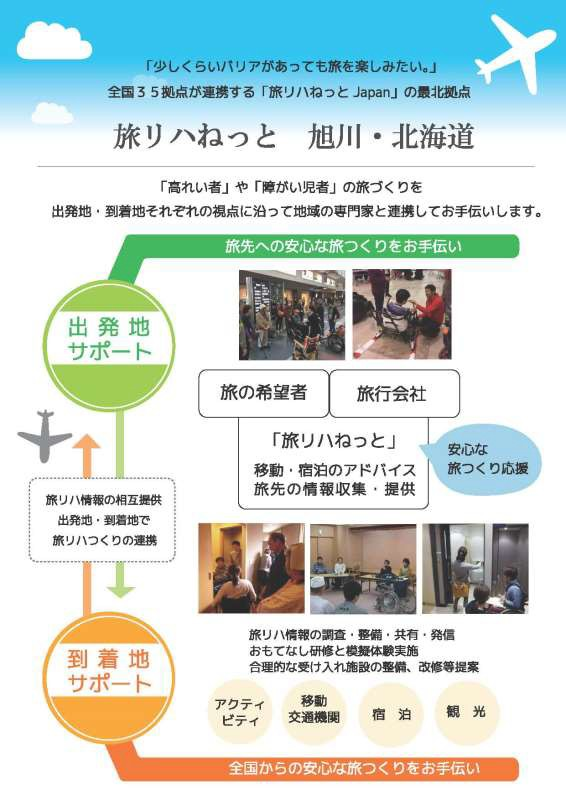 「少しくらいバリアがあっても旅を楽しみたい。」
全国３５拠点が連携する「旅リハねっと Japan」の最北拠点
旅リハねっと　旭川・北海道
「高れい者」や「障がい児者」の旅づくりを
出発地・到着地それぞれの視点に沿って地域の専門家と連携してお手伝いします。
旅先への安心な旅つくりをお手伝い
出発地
サポート
旅の希望者
旅行会社
「旅リハねっと」
移動・宿泊のアドバイス
旅先の情報収集・提供
安心な
旅つくり応援
旅リハ情報の相互提供
出発地・到着地で
旅リハつくりの連携
旅リハ情報の調査・整備・共有・発信
おもてなし研修と模擬体験実施
合理的な受け入れ施設の整備、改修等提案
到着地
サポート
アクティ
ビティ
移動
交通機関
宿 泊
観 光
全国からの安心な旅つくりをお手伝い